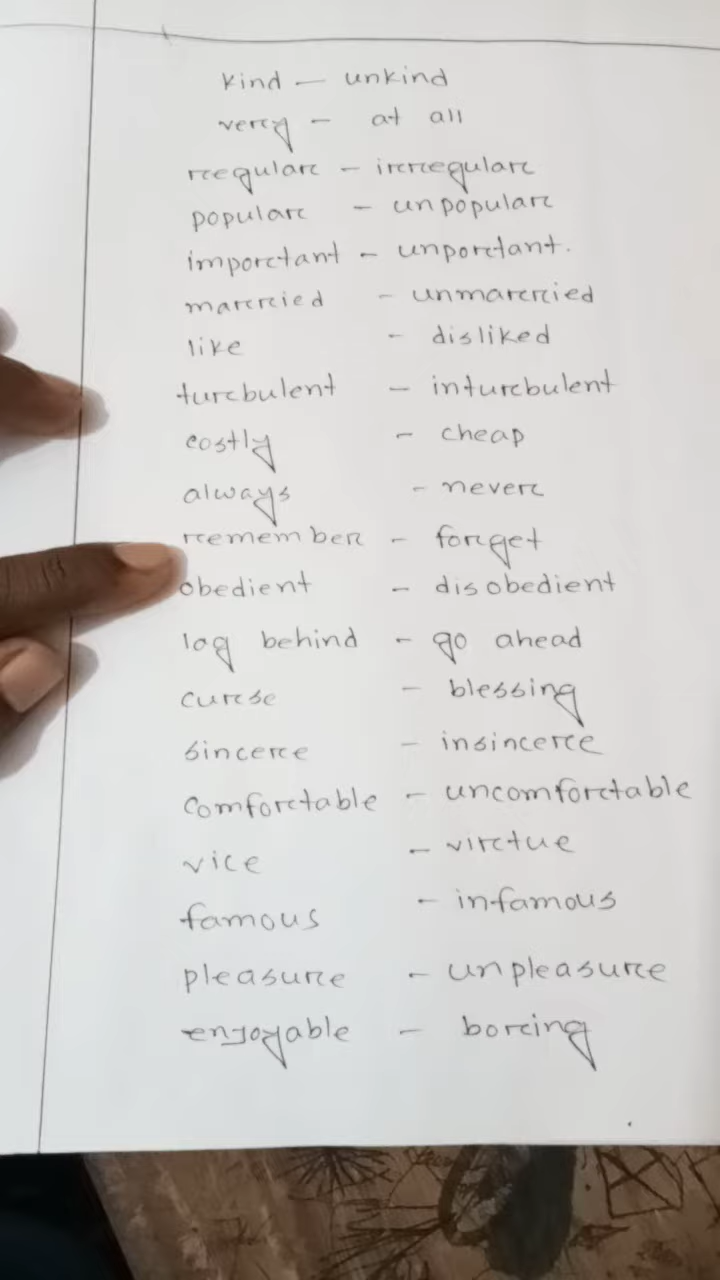 kind - unkind
very - at all
regular - irregular
popular - unpopular
important - unportant.
married - unmarried
like - disliked
turbulent - inturbulent
costly - cheap
always - never
remember - forget
obedient - disobedient
lag behind - go ahead
curse - blessing
sincere - insincere
comfortable - uncomfortable
vice - virtue
famous - infamous
pleasure - unpleasure
enjoyable - boring